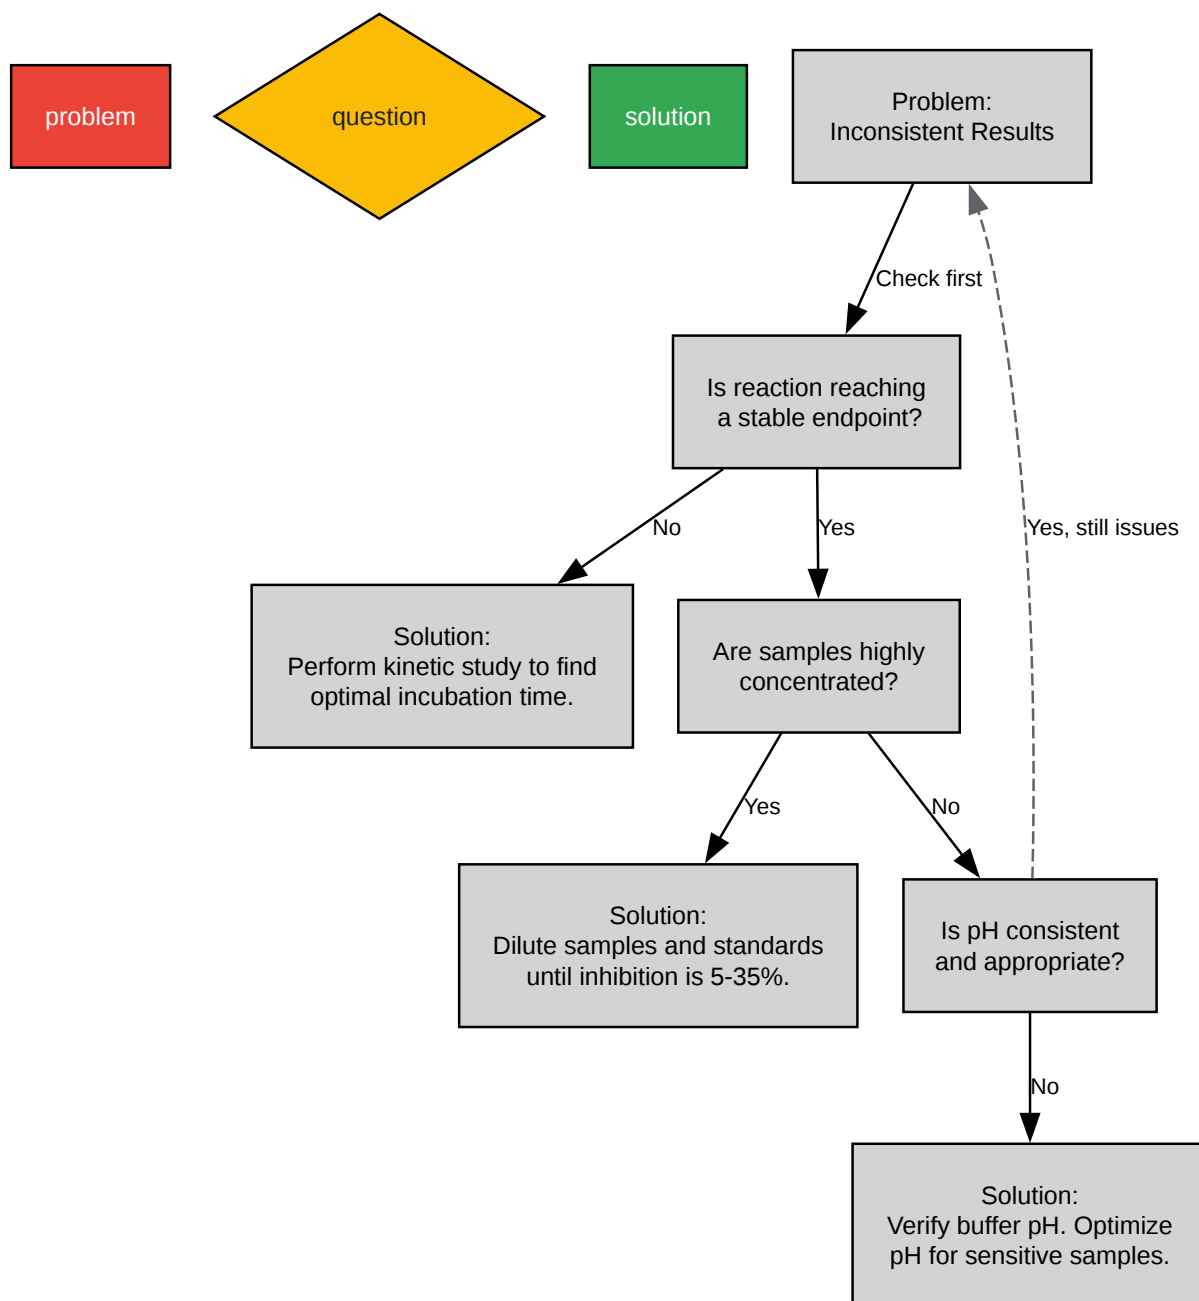 problem
question
solution
Problem:
Inconsistent Results
Check first
Is reaction reaching
a stable endpoint?
No
Yes
Yes, still issues
Solution:
Perform kinetic study to find
optimal incubation time.
Are samples highly
concentrated?
Yes
No
Solution:
Dilute samples and standards
until inhibition is 5-35%.
Is pH consistent
and appropriate?
No
Solution:
Verify buffer pH. Optimize
pH for sensitive samples.